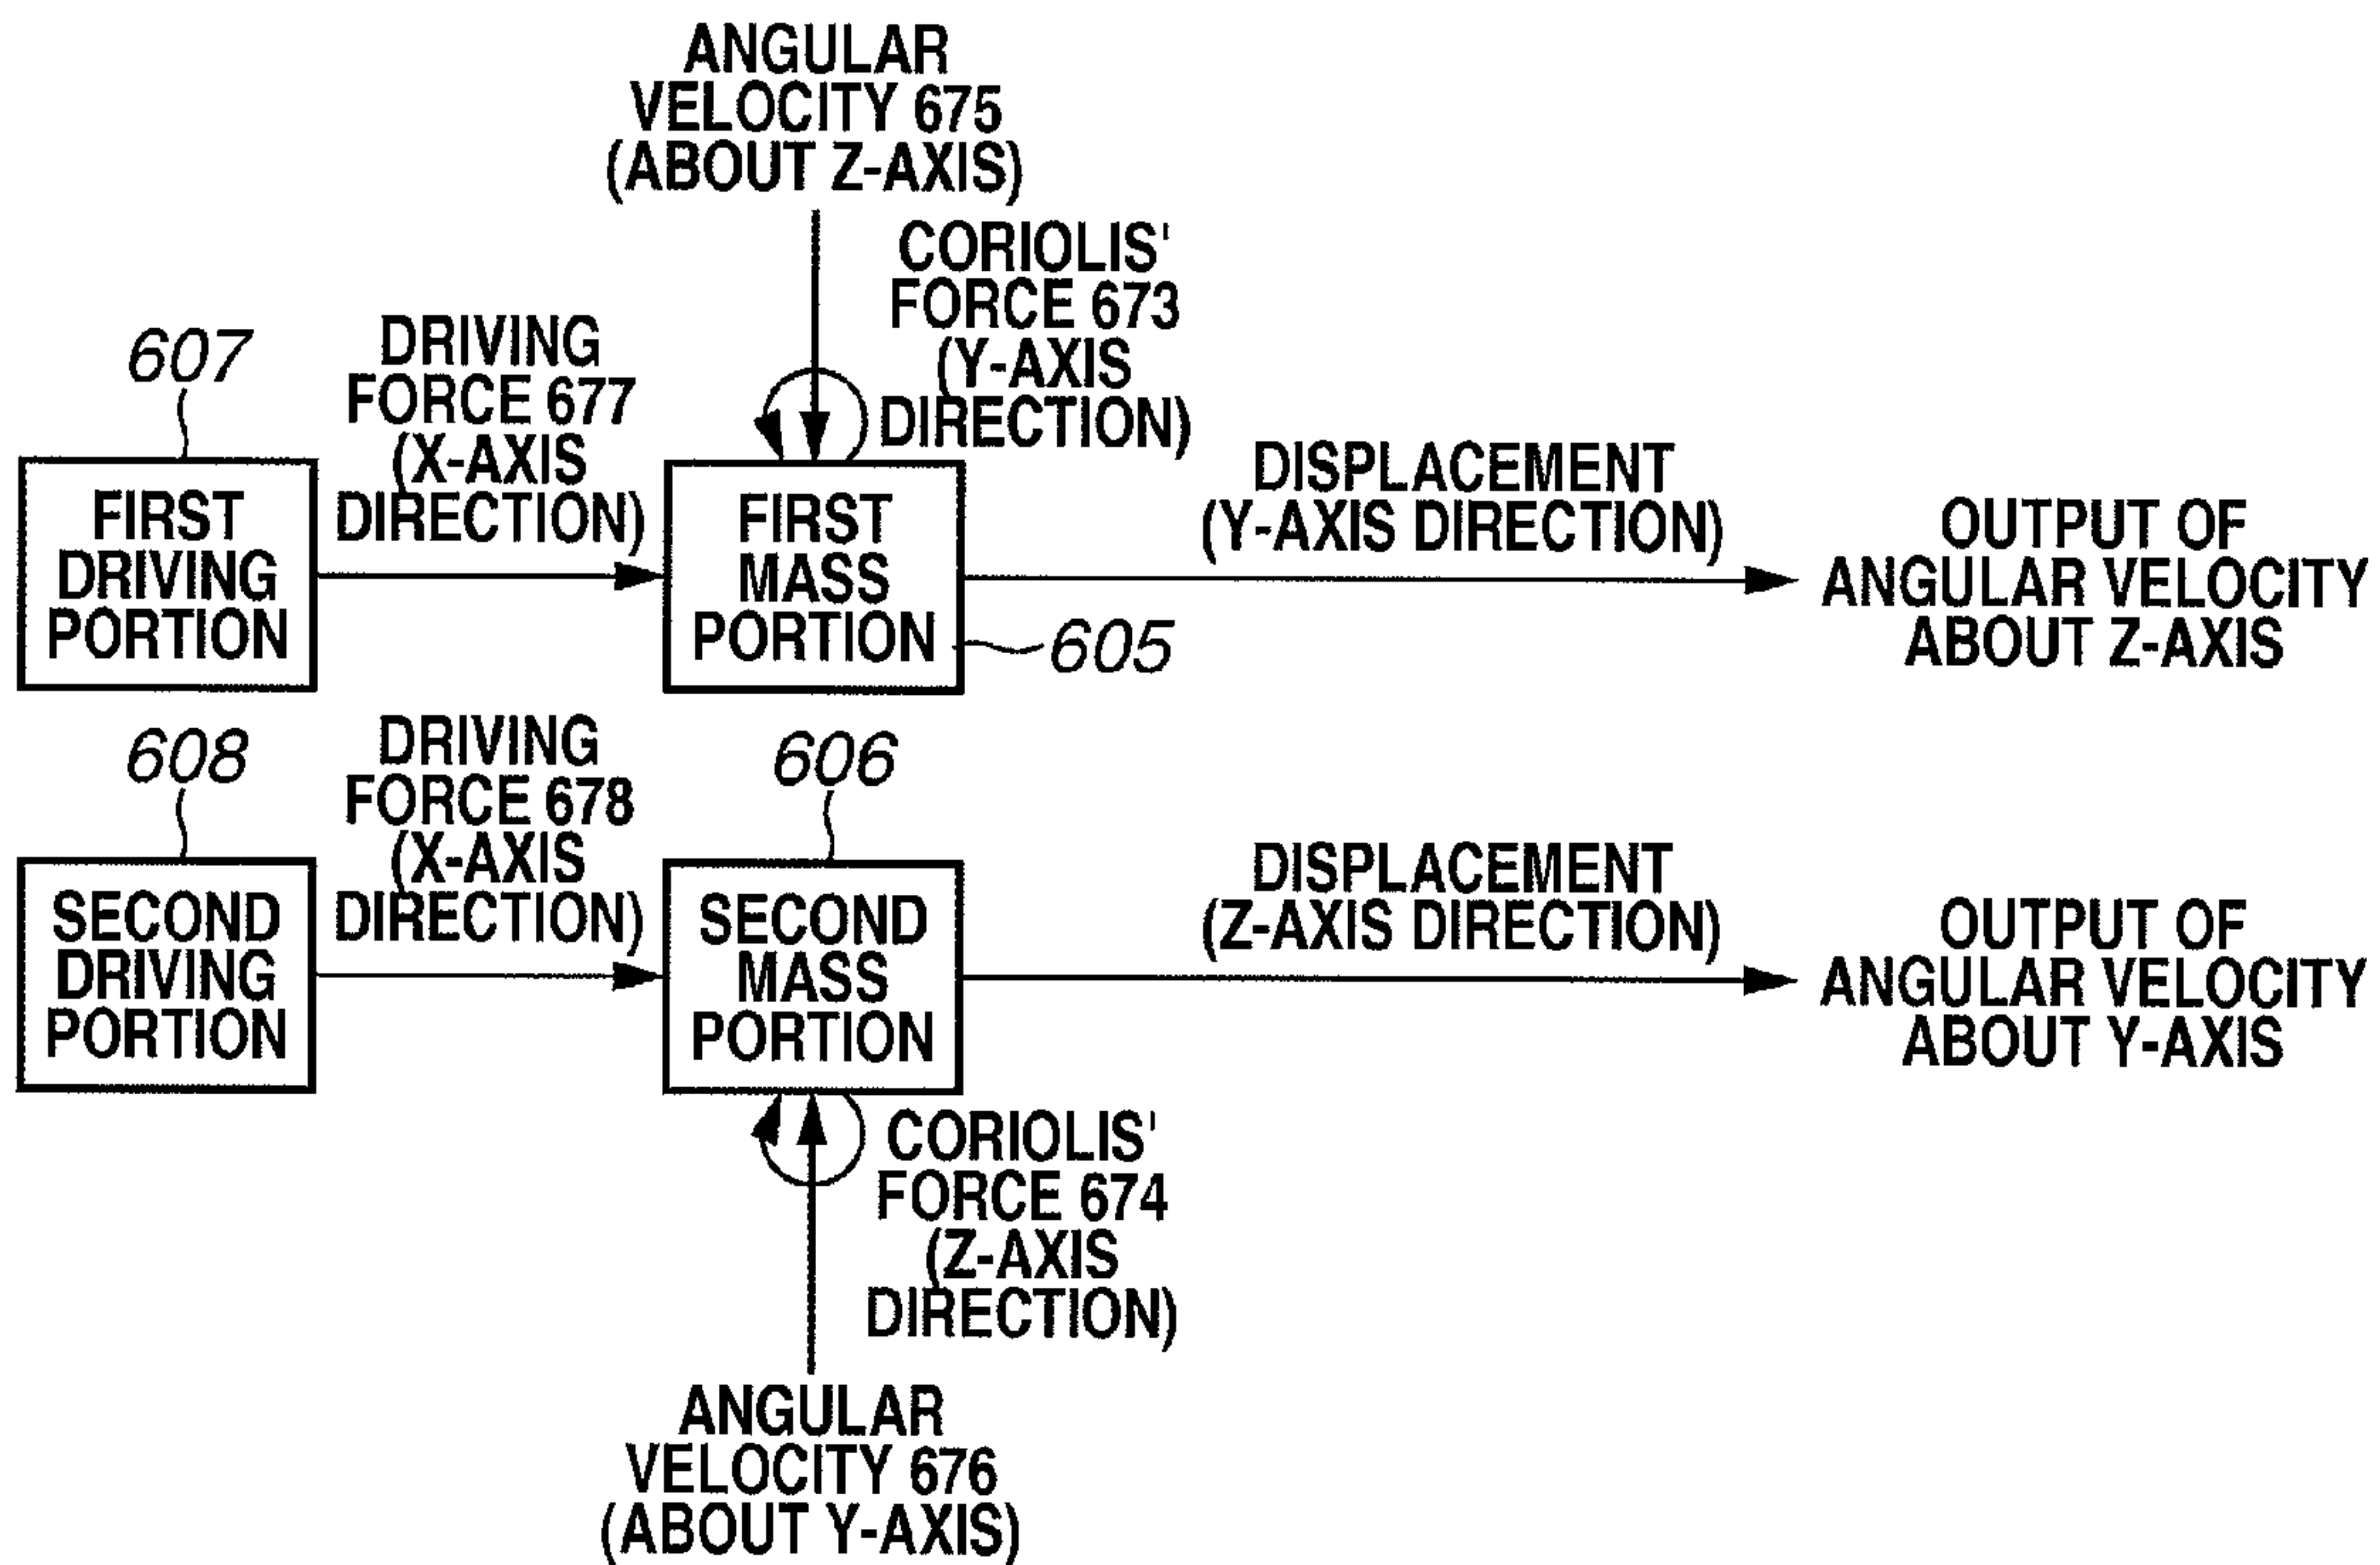 ANGULAR
VELOCITY 675
(ABOUT Z-AXIS)
CORIOLIS'
FORCE 673
(Y-AXIS
DIRECTION)
607
DRIVING
FORCE 677
(X-AXIS
DIRECTION)
FIRST
DRIVING
PORTION
FIRST
MASS
PORTION
605
DISPLACEMENT
(Y-AXIS DIRECTION)
OUTPUT OF
ANGULAR VELOCITY
ABOUT Z-AXIS
608
DRIVING
FORCE 678
(X-AXIS
DIRECTION)
606
SECOND
DRIVING
PORTION
SECOND
MASS
PORTION
DISPLACEMENT
(Z-AXIS DIRECTION)
OUTPUT OF
ANGULAR VELOCITY
ABOUT Y-AXIS
CORIOLIS'
FORCE 674
(Z-AXIS
DIRECTION)
ANGULAR
VELOCITY 676
(ABOUT Y-AXIS)